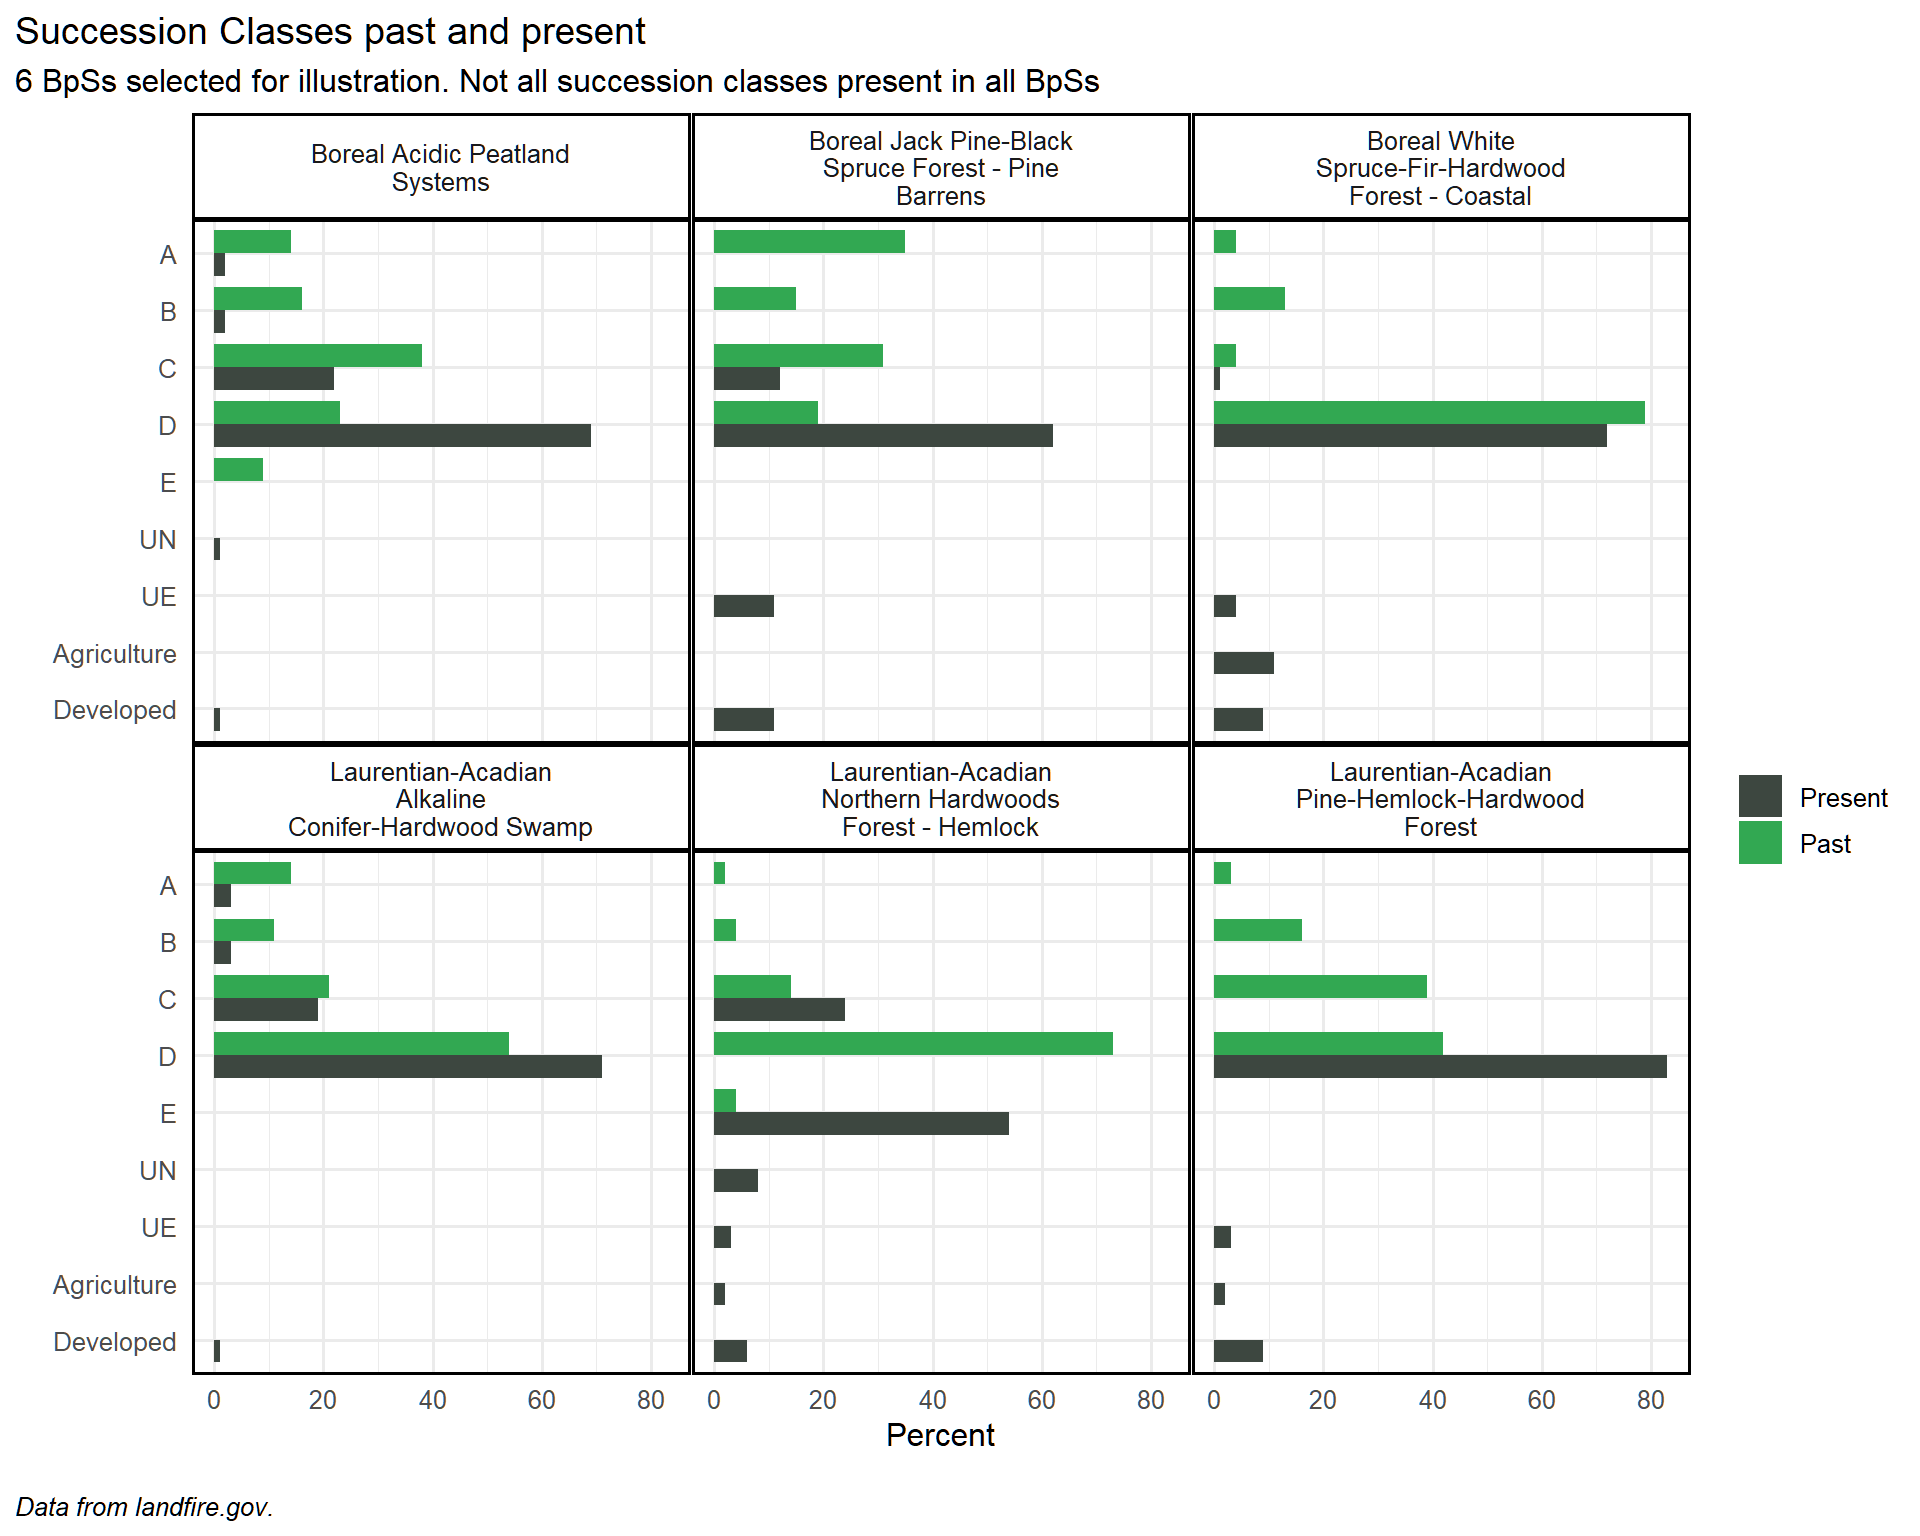 Succession Classes past and present
6 BpSs selected for illustration. Not all succession classes present in all BpSs
Boreal Acidic Peatland
Systems
Boreal Jack Pine-Black
Spruce Forest - Pine
Barrens
Boreal White
Spruce-Fir-Hardwood
Forest - Coastal
A
B
C
D
E
UN
UE
Agriculture
Developed
Laurentian-Acadian
Alkaline
Conifer-Hardwood Swamp
Laurentian-Acadian
Northern Hardwoods
Forest - Hemlock
Laurentian-Acadian
Pine-Hemlock-Hardwood
Forest
A
B
C
D
E
UN
UE
Agriculture
Developed
Present
Past
0 20 40 60 80 0 20 40 60 80 0 20 40 60 80
Percent
Data from landfire.gov.